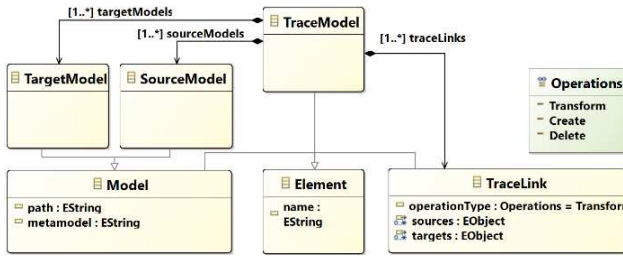 [1..*] targetModels
TraceModel
[1..*] sourceModels
[1..*] traceLinks
TargetModel
SourceModel
Operations
Transform
Create
Delete
Model
path : EString
metamodel : EString
Element
name :
EString
TraceLink
operationType : Operations = Transform
sources : EObject
targets : EObject